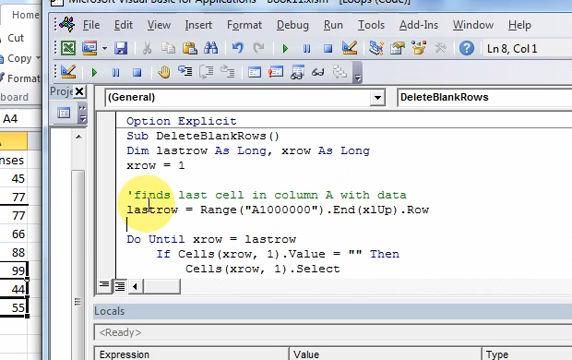 Microsoft Visual Basic for Applications - Book11.xlsm - [Loops (Code)]
Home
File Edit View Insert Format Debug Run Tools Add-Ins Window Help
Cut
Copy
Format
board
Ln 8, Col 1
Proje
A4
(General) DeleteBlankRows
Option Explicit
Sub DeleteBlankRows()
Dim lastrow As Long, xrow As Long
xrow = 1
'finds last cell in column A with data
lastrow = Range("A1000000").End(xlUp).Row
Do Until xrow = lastrow
If Cells(xrow, 1).Value = "" Then
Cells(xrow, 1).Select
nses
45
77
77
66
88
99
44
55
Locals
<Ready>
Expression Value Type